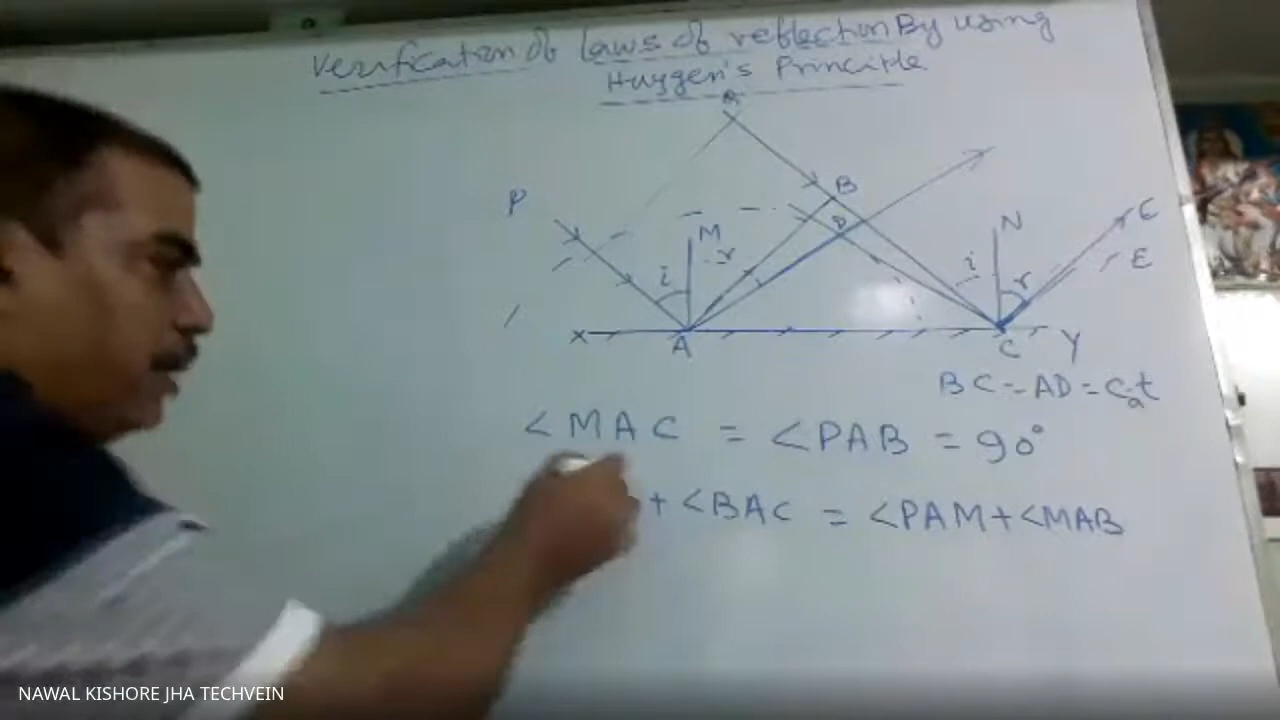 Verification of laws of reflection By using
Huygen's Principle
P
B
D
M
N
r
i
i
r
E
E
X
A
C
Y
BC = AD = Cat
<MAC = <PAB = 90°
+ <BAC = <PAM + <MAB
NAWAL KISHORE JHA TECHVEIN